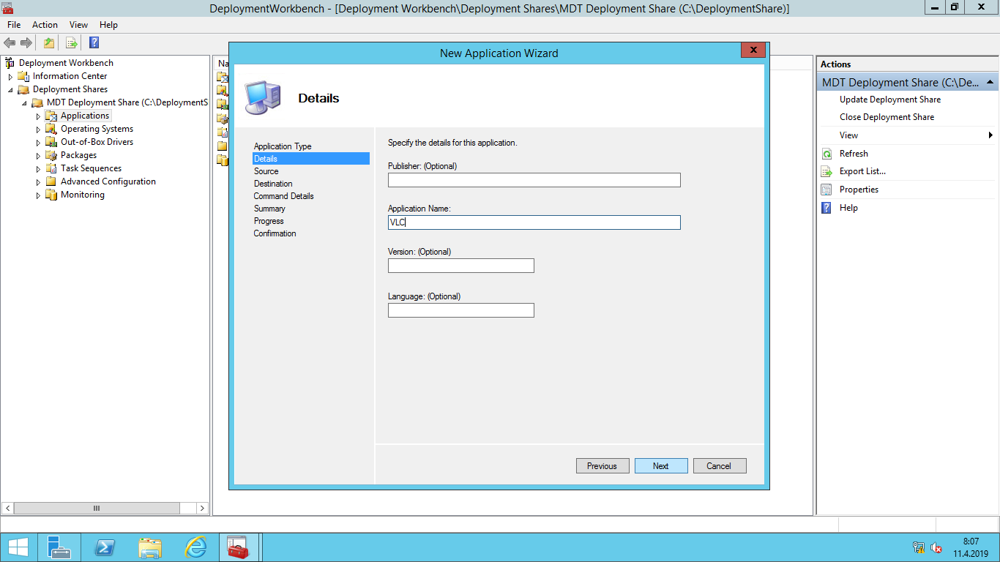 DeploymentWorkbench - [Deployment Workbench\Deployment Shares\MDT Deployment Share (C:\DeploymentShare)]
File Action View Help
Deployment Workbench
Information Center
Deployment Shares
MDT Deployment Share (C:\DeploymentS
Applications
Operating Systems
Out-of-Box Drivers
Packages
Task Sequences
Advanced Configuration
Monitoring
Na
New Application Wizard
Details
Application Type
Details
Source
Destination
Command Details
Summary
Progress
Confirmation
Specify the details for this application.
Publisher: (Optional)
Application Name:
VLC
Version: (Optional)
Language: (Optional)
Previous Next Cancel
Actions
MDT Deployment Share (C:\De...
Update Deployment Share
Close Deployment Share
View
Refresh
Export List...
Properties
Help
8:07
11.4.2019